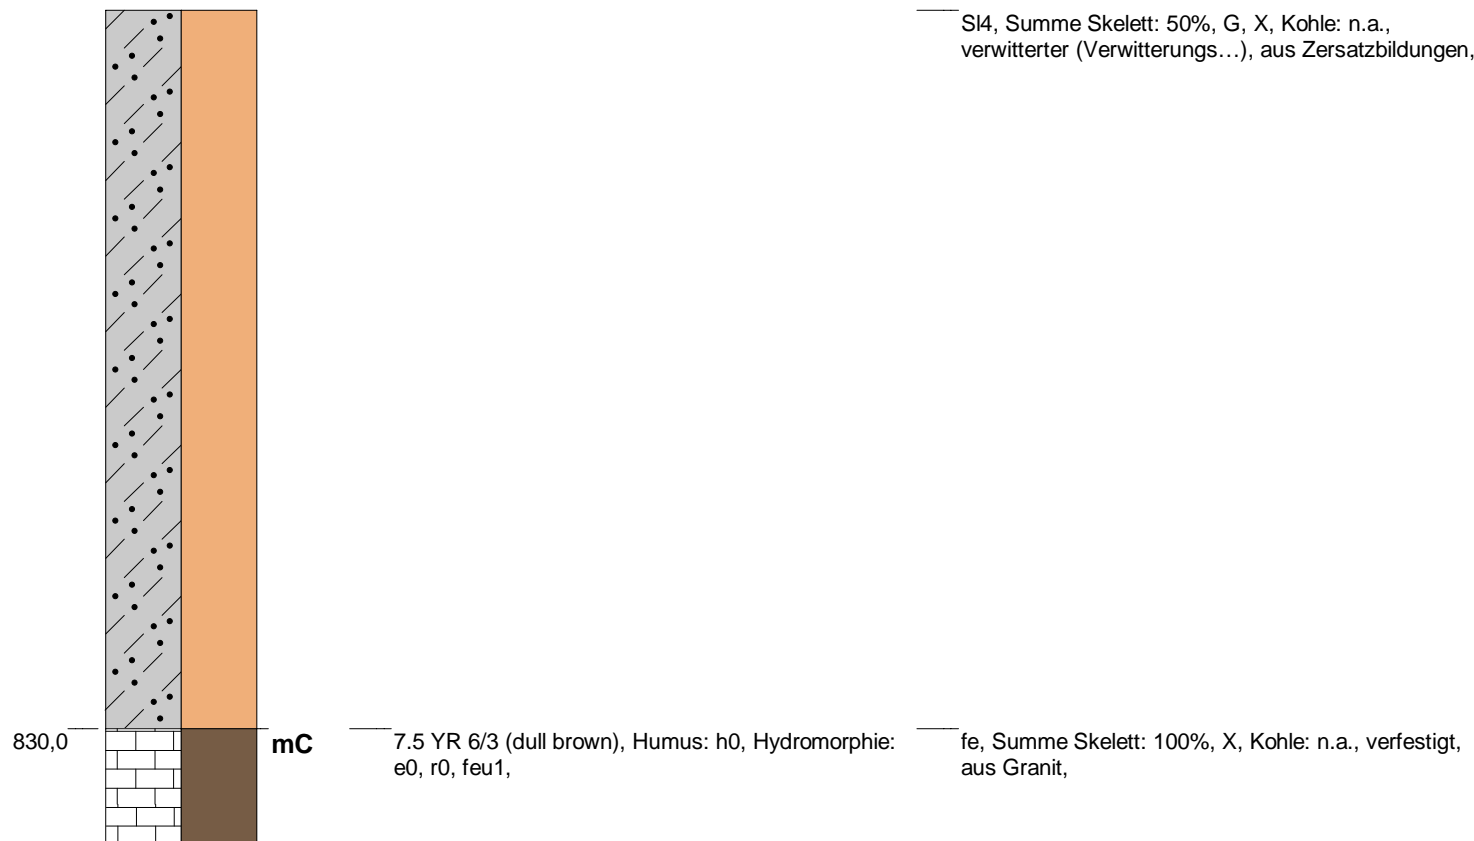 Sl4, Summe Skelett: 50%, G, X, Kohle: n.a.,
verwitterter (Verwitterungs…), aus Zersatzbildungen,
830,0
mC
7.5 YR 6/3 (dull brown), Humus: h0, Hydromorphie:
e0, r0, feu1,
fe, Summe Skelett: 100%, X, Kohle: n.a., verfestigt,
aus Granit,